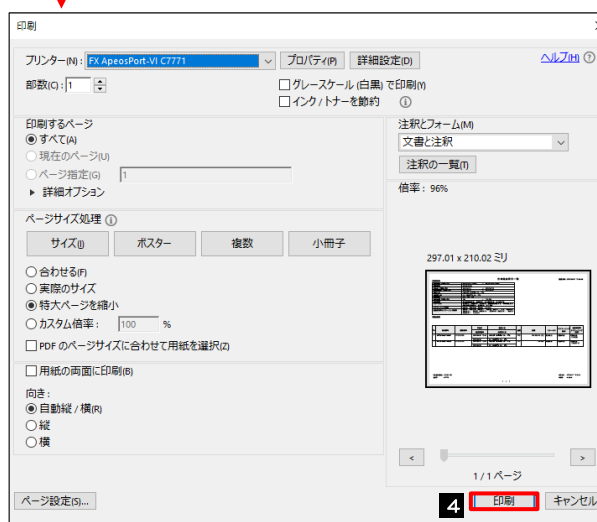 印刷
プリンター(N): FX ApeosPort-VI C7771 プロパティ(P) 詳細設定(D) ヘルプ(H)
部数(C): 1 グレースケール (白黒) で印刷(Y)
インク / トナーを節約
印刷するページ
すべて(A)
現在のページ(U)
ページ指定(G) 1
詳細オプション
注釈とフォーム(M)
文書と注釈
注釈の一覧(T)
倍率: 96%
ページサイズ処理
サイズ(I) ポスター 複数 小冊子
合わせる(F)
実際のサイズ
特大ページを縮小
カスタム倍率: 100 %
PDF のページサイズに合わせて用紙を選択(Z)
297.01 x 210.02 ミリ
用紙の両面に印刷(B)
向き:
自動縦 / 横(R)
縦
横
< >
1 / 1 ページ
ページ設定(S)... 4 印刷 キャンセル